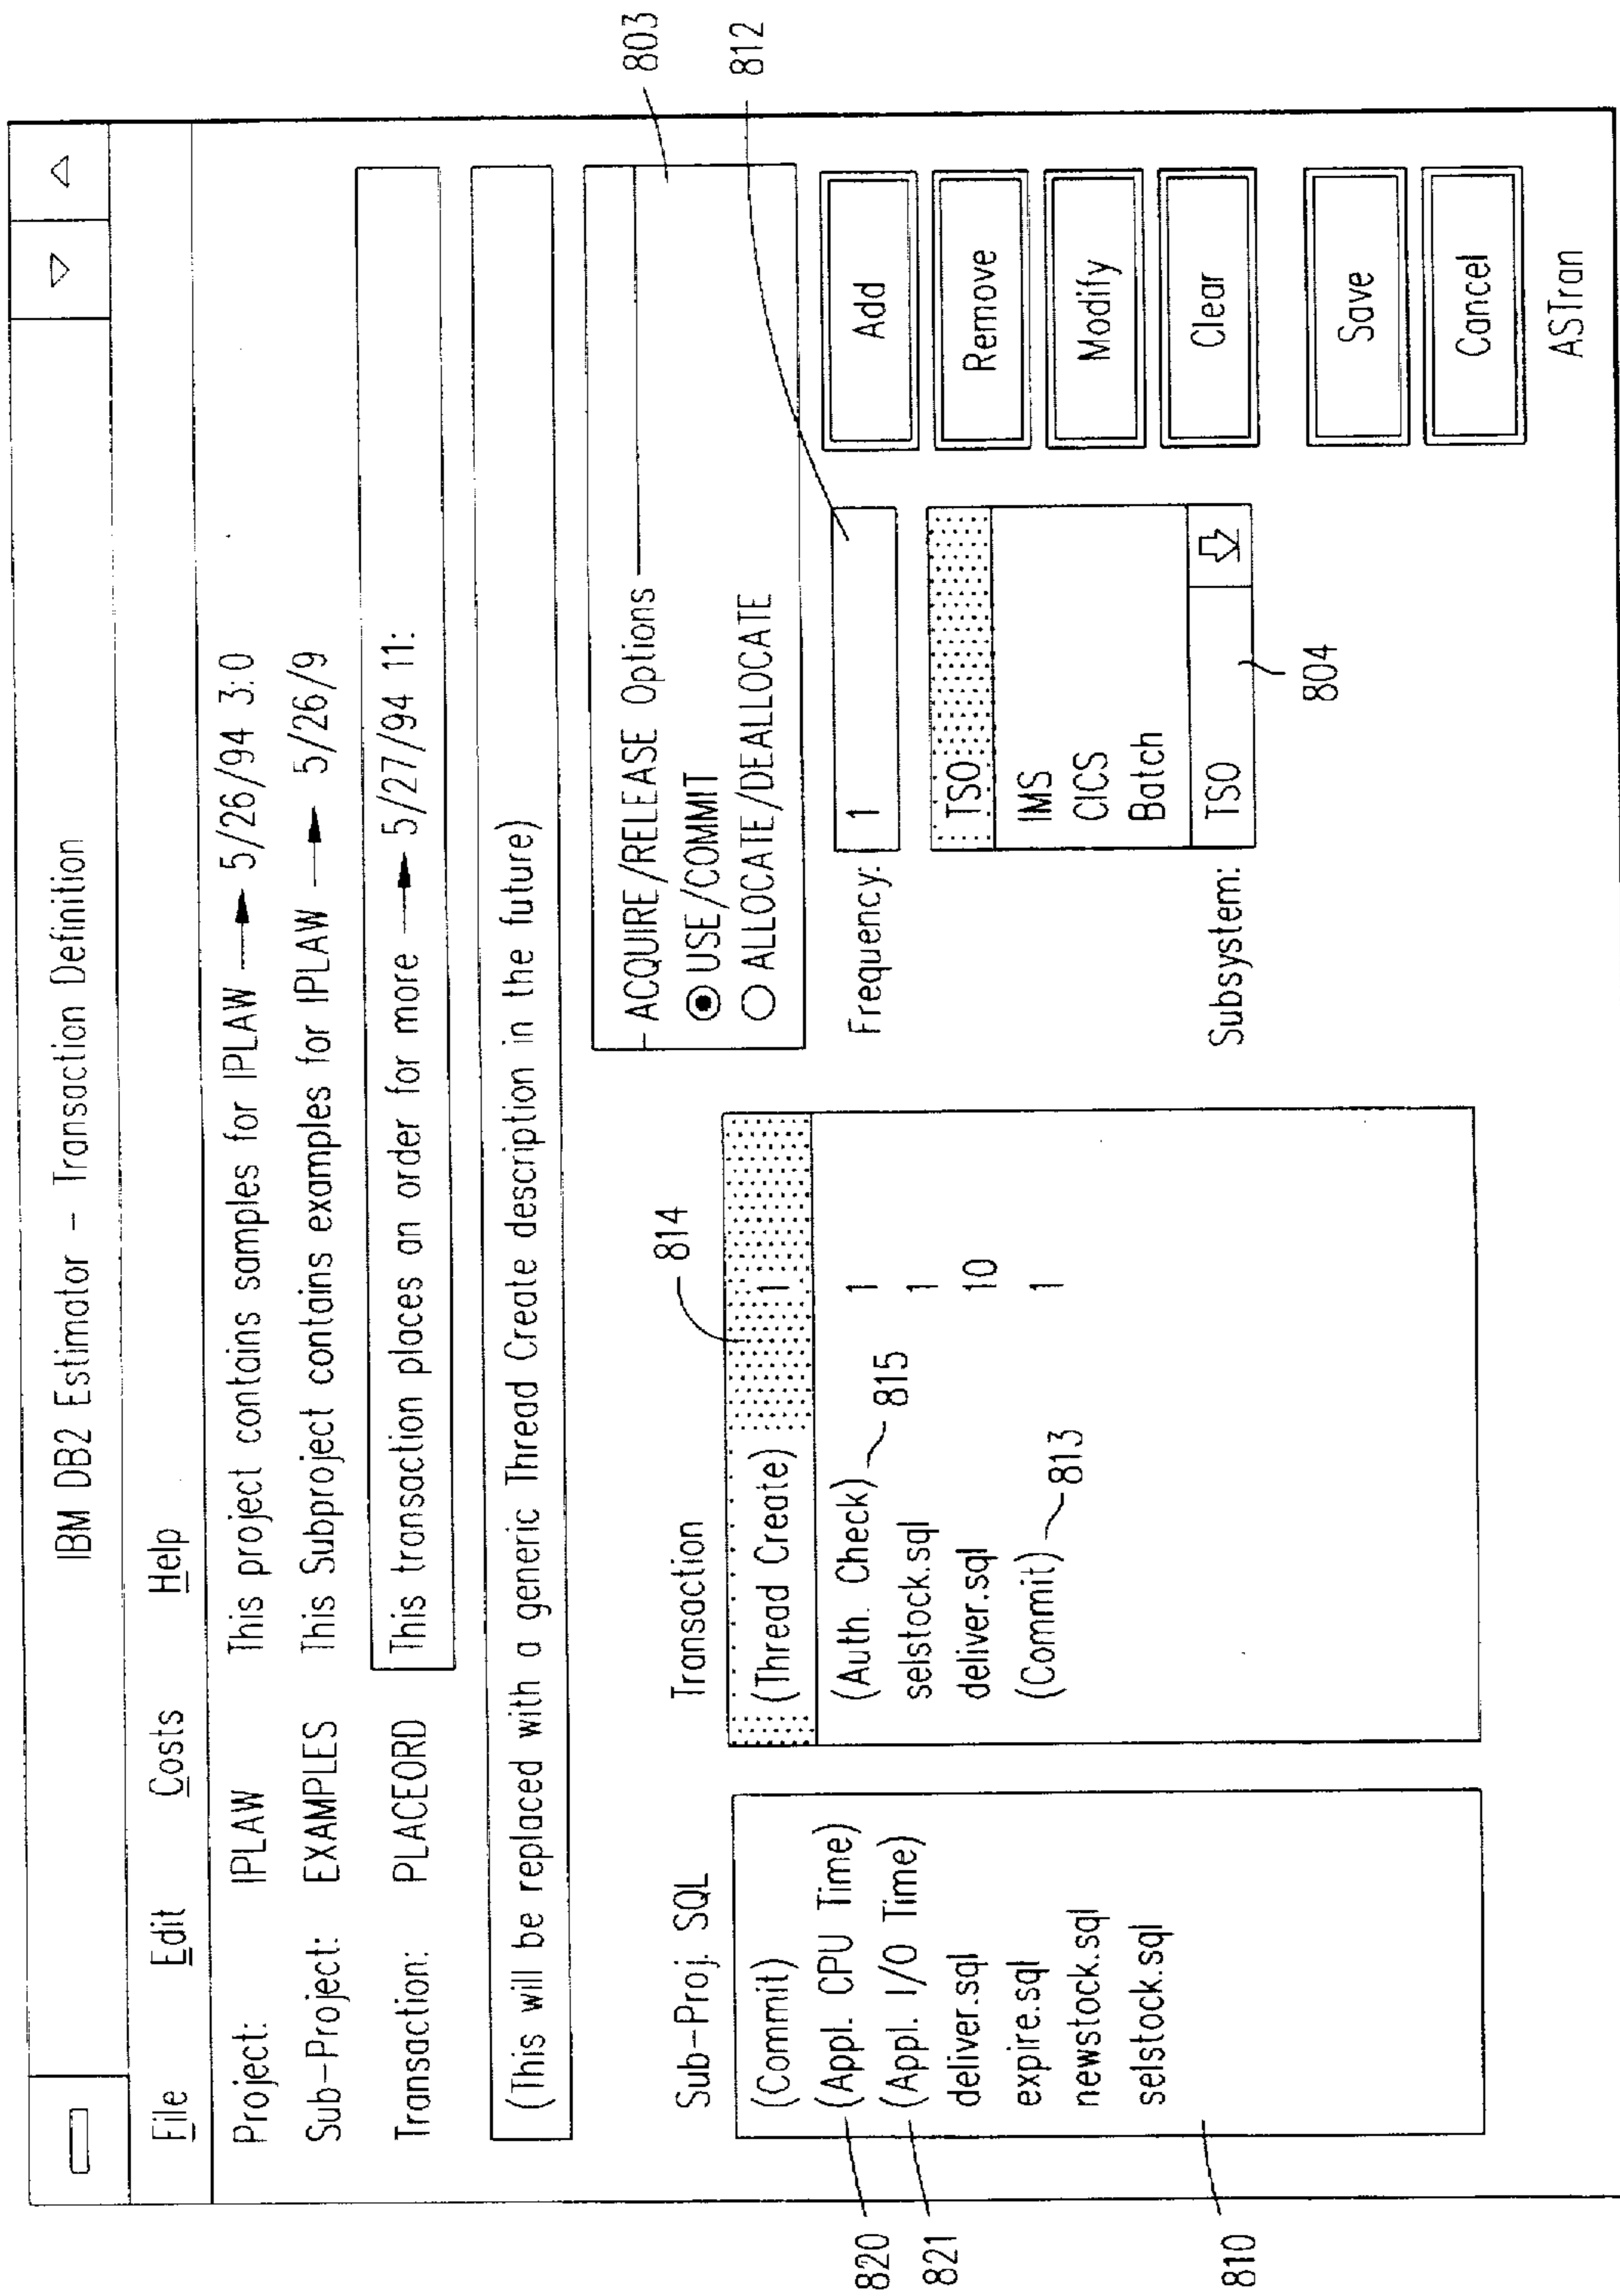 IBM DB2 Estimator – Transaction Definition
File Edit Costs Help
Project: IPLAW This project contains samples for IPLAW → 5/26/94 3:0
Sub-Project: EXAMPLES This Subproject contains examples for IPLAW → 5/26/9
Transaction: PLACEORD This transaction places an order for more → 5/27/94 11:
(This will be replaced with a generic Thread Create description in the future)
Sub-Proj. SQL
(Commit)
(Appl. CPU Time)
(Appl. I/O Time)
deliver.sql
expire.sql
newstock.sql
selstock.sql
820
821
810
Transaction
814
(Thread Create) 1
(Auth. Check) 815 1
selstock.sql 1
deliver.sql 10
(Commit) 813 1
ACQUIRE/RELEASE Options
USE/COMMIT
ALLOCATE/DEALLOCATE
803
812
Frequency: 1
TSO
IMS
CICS
Batch
Subsystem: TSO
804
Add
Remove
Modify
Clear
Save
Cancel
ASTran